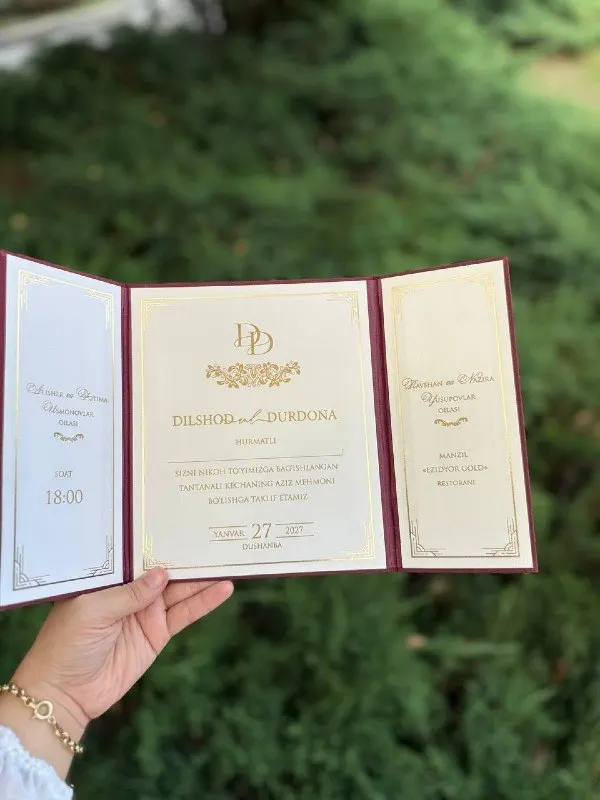 Alisher va Fotima
Usmonovlar
oilasi
SOAT
18:00
DD
DILSHOD va DURDONA
HURMATLI
SIZNI NIKOH TO'YIMIZGA BAG'ISHLANGAN
TANTANALI KECHANING AZIZ MEHMONI
BO'LISHGA TAKLIF ETAMIZ
YANVAR 27 2027
DUSHANBA
Ravshan va Nazira
Yusupovlar
oilasi
MANZIL
«EZILDYOR GOLD»
RESTORANI